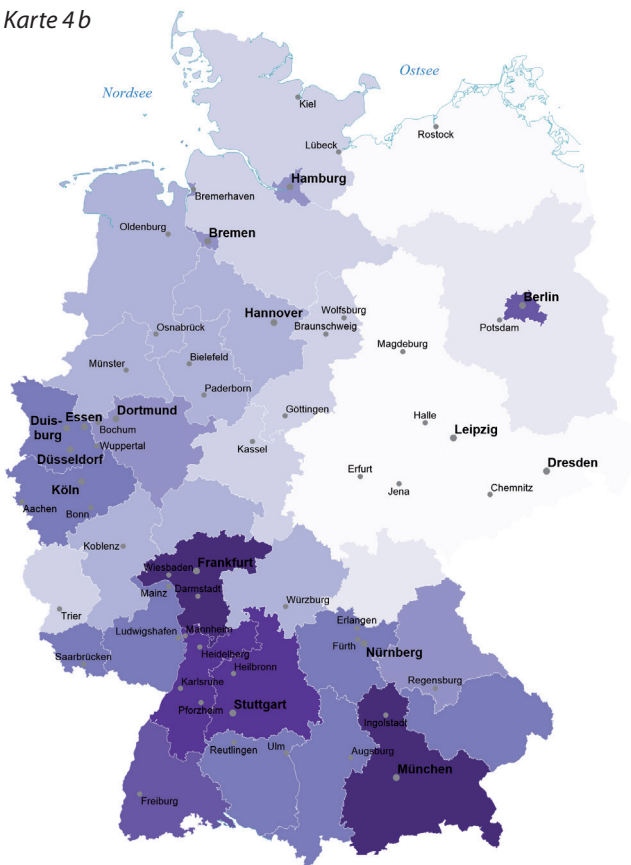 Karte 4b
Ostsee
Nordsee
Kiel
Rostock
Lübeck
Hamburg
Bremerhaven
Oldenburg
Bremen
Berlin
Hannover
Wolfsburg
Potsdam
Osnabrück
Braunschweig
Magdeburg
Münster
Bielefeld
Paderborn
Duis-
burg
Essen
Dortmund
Göttingen
Halle
Bochum
Leipzig
Wuppertal
Kassel
Düsseldorf
Dresden
Köln
Erfurt
Jena
Chemnitz
Aachen
Bonn
Koblenz
Frankfurt
Wiesbaden
Mainz
Darmstadt
Würzburg
Trier
Erlangen
Ludwigshafen
Mannheim
Fürth
Nürnberg
Saarbrücken
Heidelberg
Heilbronn
Regensburg
Karlsruhe
Pforzheim
Stuttgart
Ingolstadt
Reutlingen
Ulm
Augsburg
München
Freiburg